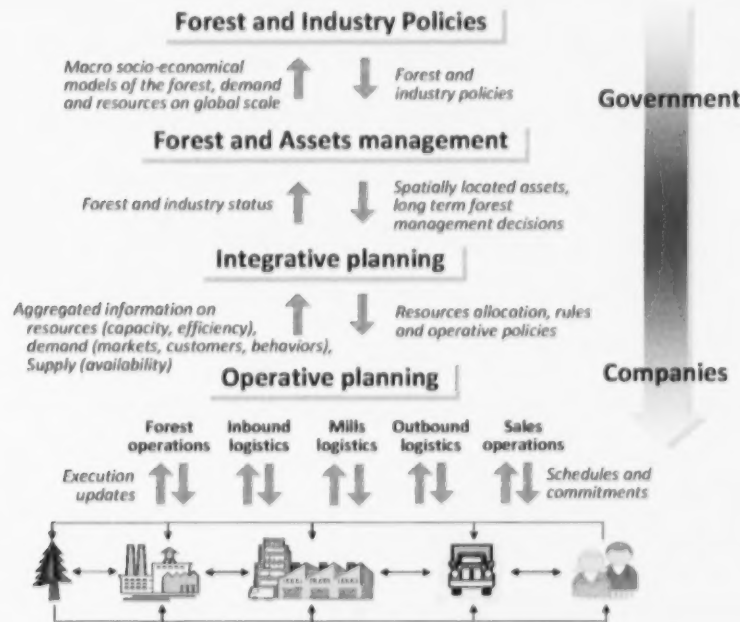 Forest and Industry Policies
Macro socio-economical
models of the forest, demand
and resources on global scale
Forest and
industry policies
Government
Forest and Assets management
Forest and industry status
Spatially located assets,
long term forest
management decisions
Integrative planning
Aggregated information on
resources (capacity, efficiency),
demand (markets, customers, behaviors),
Supply (availability)
Resources allocation, rules
and operative policies
Companies
Operative planning
Forest
operations
Inbound
logistics
Mills
logistics
Outbound
logistics
Sales
operations
Execution
updates
Schedules and
commitments